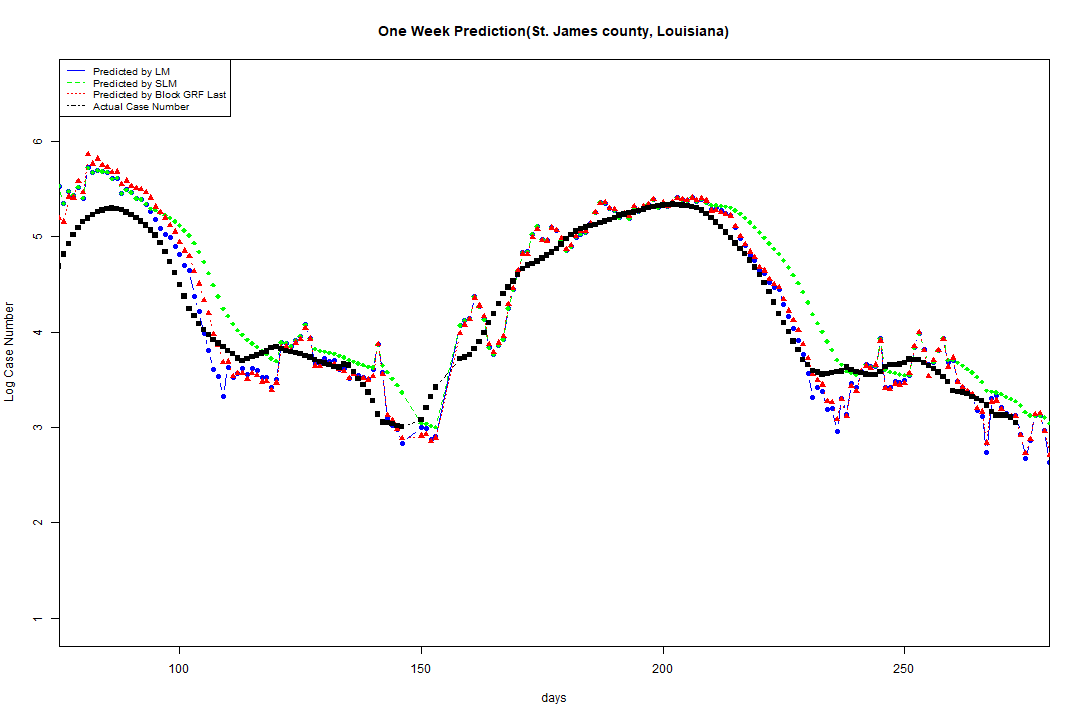 One Week Prediction(St. James county, Louisiana)
Predicted by LM
Predicted by SLM
Predicted by Block GRF Last
Actual Case Number
6
5
4
3
2
1
Log Case Number
100 150 200 250
days